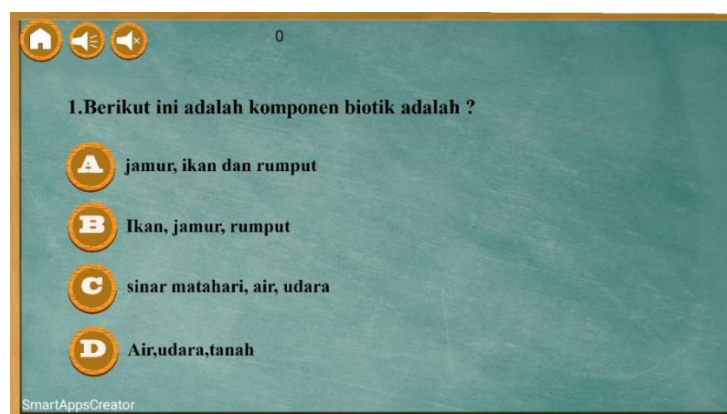 0
1.Berikut ini adalah komponen biotik adalah ?
A jamur, ikan dan rumput
B Ikan, jamur, rumput
C sinar matahari, air, udara
D Air,udara,tanah
SmartAppsCreator